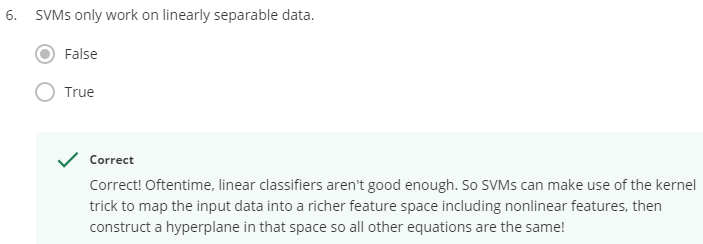 6. SVMs only work on linearly separable data.
False
True
Correct
Correct! Oftentime, linear classifiers aren't good enough. So SVMs can make use of the kernel
trick to map the input data into a richer feature space including nonlinear features, then
construct a hyperplane in that space so all other equations are the same!